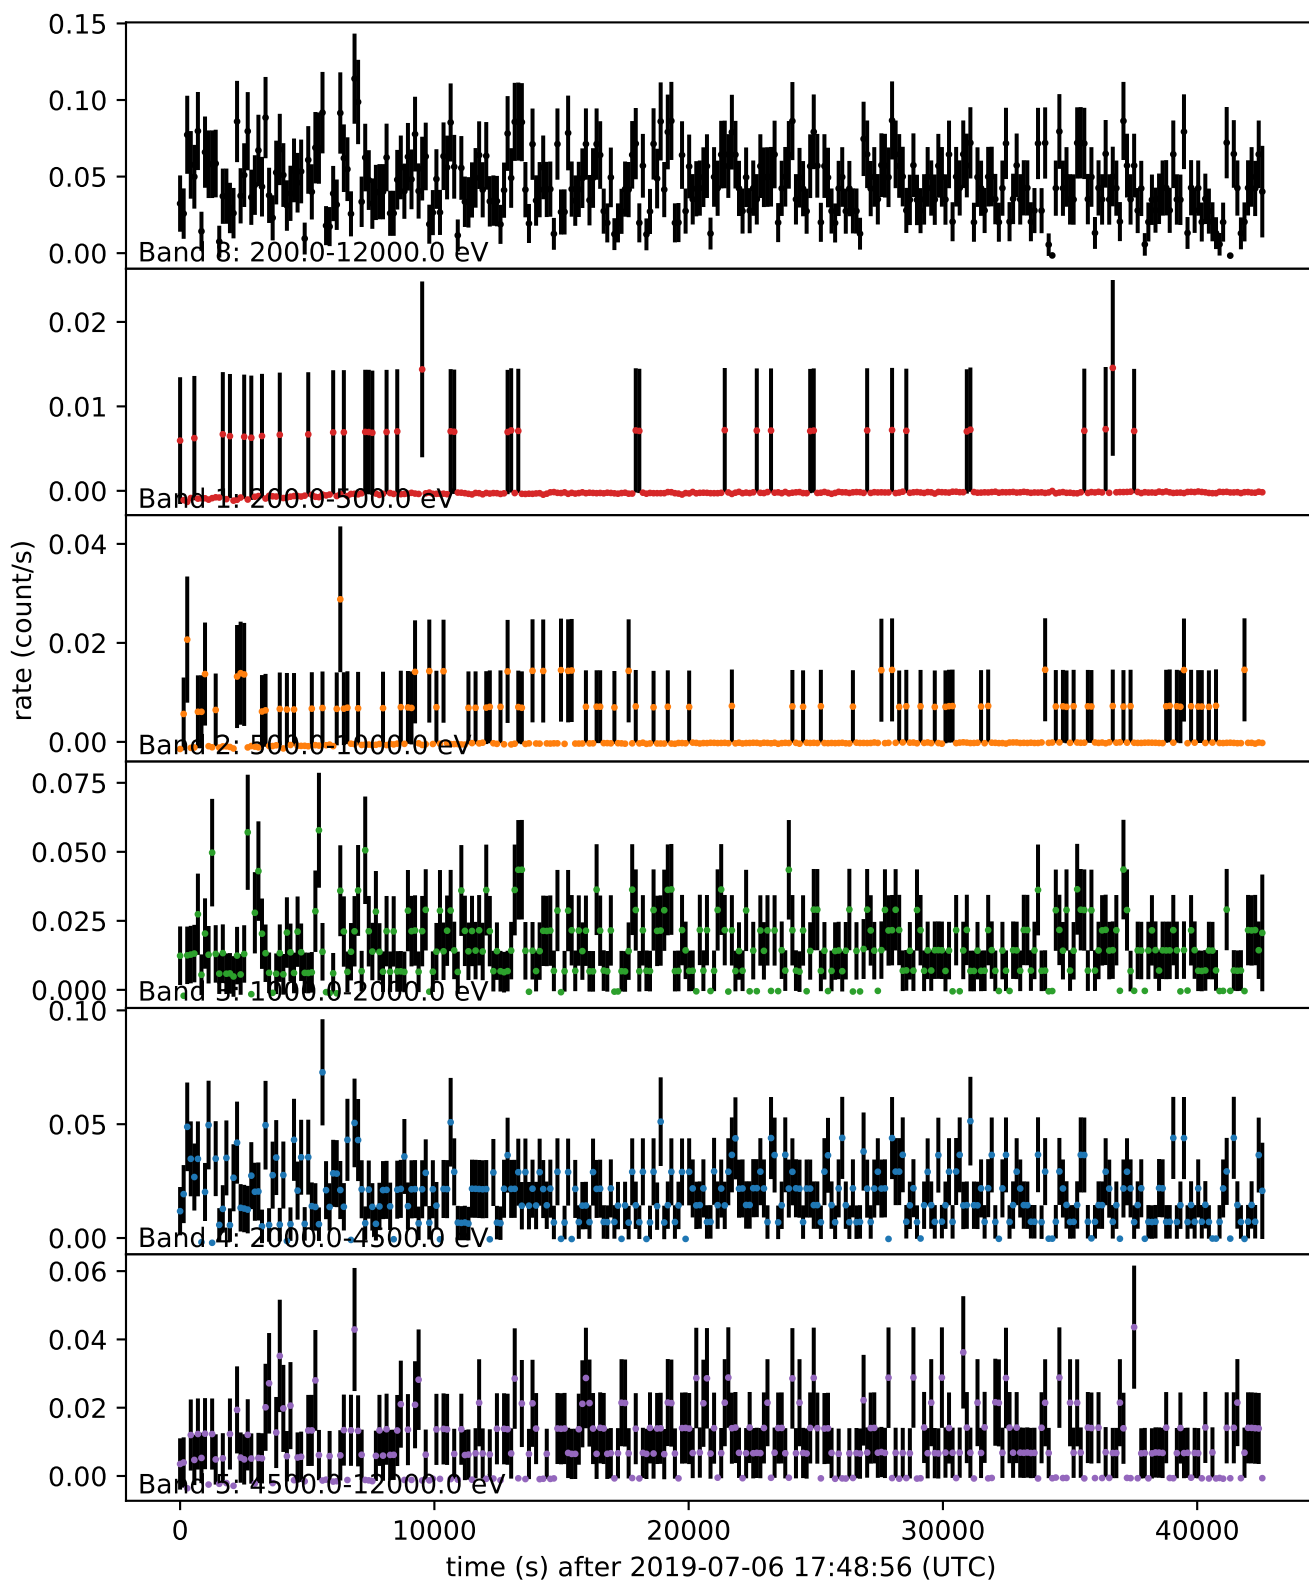 0.15
0.10
0.05
0.00
Band 8: 200.0-12000.0 eV
0.02
0.01
0.00
Band 1: 200.0-500.0 eV
0.04
0.02
0.00
Band 2: 500.0-1000.0 eV
rate (count/s)
0.075
0.050
0.025
0.000
Band 3: 1000.0-2000.0 eV
0.10
0.05
0.00
Band 4: 2000.0-4500.0 eV
0.06
0.04
0.02
0.00
Band 5: 4500.0-12000.0 eV
0 10000 20000 30000 40000
time (s) after 2019-07-06 17:48:56 (UTC)